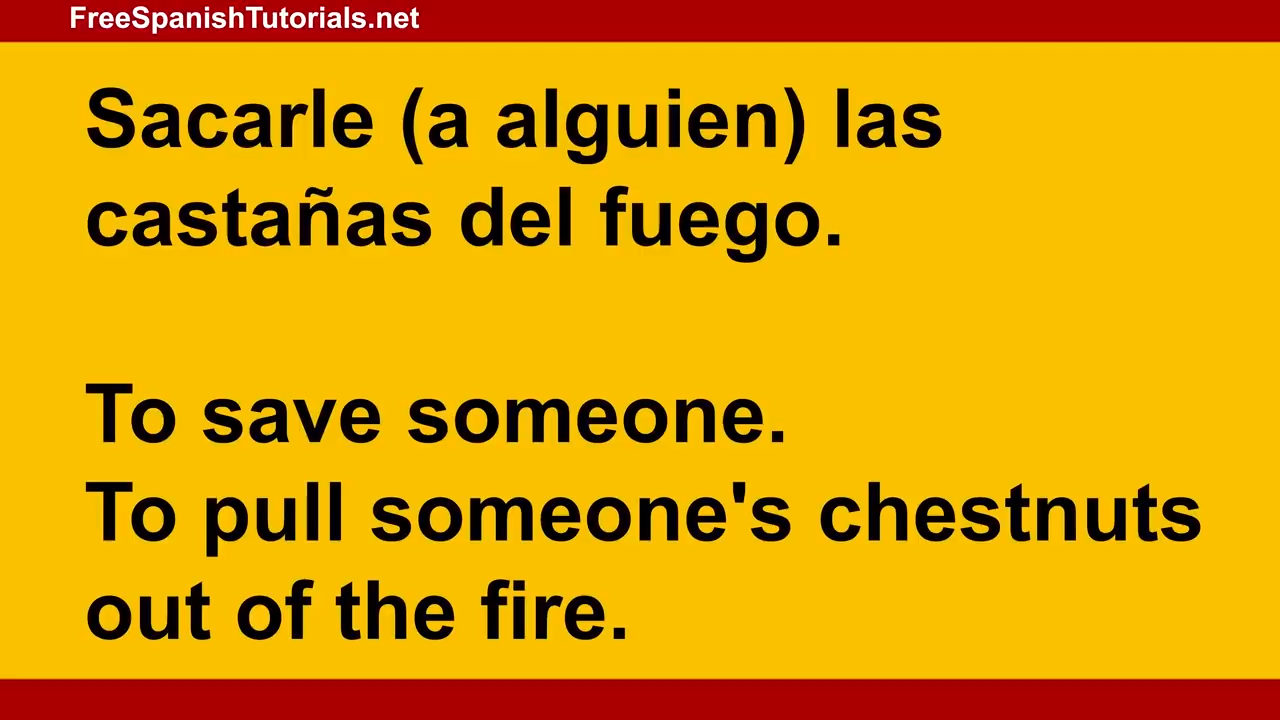 FreeSpanishTutorials.net
Sacarle (a alguien) las
castañas del fuego.
To save someone.
To pull someone's chestnuts
out of the fire.